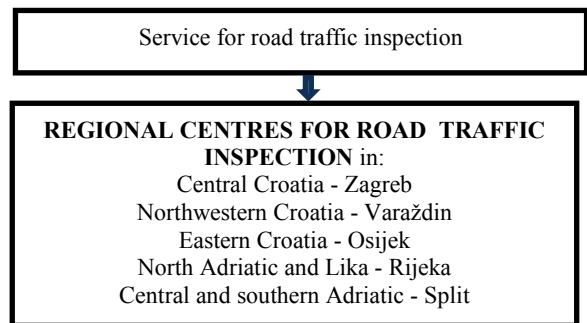 Service for road traffic inspection
REGIONAL CENTRES FOR ROAD TRAFFIC
INSPECTION in:
Central Croatia - Zagreb
Northwestern Croatia - Varaždin
Eastern Croatia - Osijek
North Adriatic and Lika - Rijeka
Central and southern Adriatic - Split